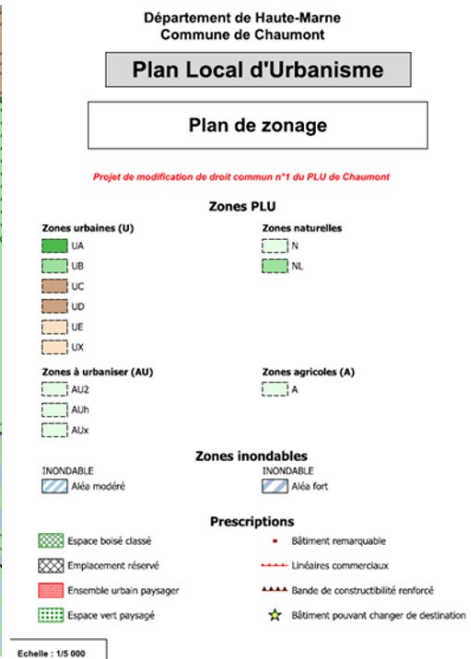 Département de Haute-Marne
Commune de Chaumont
Plan Local d'Urbanisme
Plan de zonage
Projet de modification de droit commun n°1 du PLU de Chaumont
Zones PLU
Zones urbaines (U)
UA
UB
UC
UD
UE
UX
Zones naturelles
N
NL
Zones à urbaniser (AU)
AU2
AUh
AUx
Zones agricoles (A)
A
Zones inondables
INONDABLE
Aléa modéré
INONDABLE
Aléa fort
Prescriptions
Espace boisé classé
Emplacement réservé
Ensemble urbain paysager
Espace vert paysagé
Bâtiment remarquable
Linéaires commerciaux
Bande de constructibilité renforcé
Bâtiment pouvant changer de destination
Echelle : 1/5 000